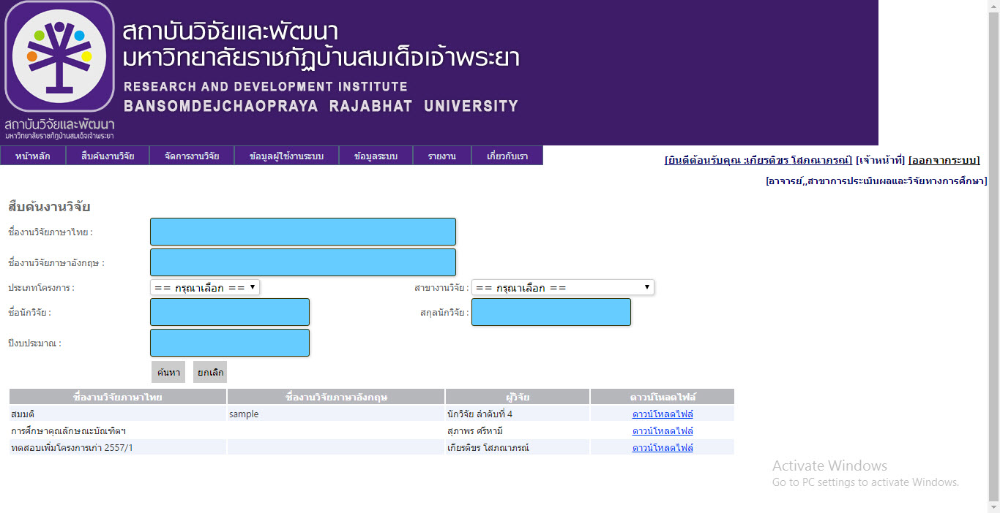 สถาบันวิจัยและพัฒนา
มหาวิทยาลัยราชภัฏบ้านสมเด็จเจ้าพระยา
RESEARCH AND DEVELOPMENT INSTITUTE
BANSOMDEJCHAOPRAYA RAJABHAT UNIVERSITY
สถาบันวิจัยและพัฒนา
มหาวิทยาลัยราชภัฏบ้านสมเด็จเจ้าพระยา
หน้าหลัก สืบค้นงานวิจัย จัดการงานวิจัย ข้อมูลผู้ใช้งานระบบ ข้อมูลระบบ รายงาน เกี่ยวกับเรา
[ยินดีต้อนรับคุณ :เกียรติขร โสภณาภรณ์] [เจ้าหน้าที่] [ออกจากระบบ]
[อาจารย์,,สาขาการประเมินผลและวิจัยทางการศึกษา]
สืบค้นงานวิจัย
ชื่องานวิจัยภาษาไทย :
ชื่องานวิจัยภาษาอังกฤษ :
ประเภทโครงการ : == กรุณาเลือก == สาขางานวิจัย : == กรุณาเลือก ==
ชื่อนักวิจัย : สกุลนักวิจัย :
ปีงบประมาณ :
ค้นหา ยกเลิก
ชื่องานวิจัยภาษาไทย ชื่องานวิจัยภาษาอังกฤษ ผู้วิจัย ดาวน์โหลดไฟล์
สมมติ sample นักวิจัย ลำดับที่ 4 ดาวน์โหลดไฟล์
การศึกษาคุณลักษณะบัณฑิตฯ สุภาพร ศรีหามี ดาวน์โหลดไฟล์
ทดสอบเพิ่มโครงการเก่า 2557/1 เกียรติขร โสภณาภรณ์ ดาวน์โหลดไฟล์
Activate Windows
Go to PC settings to activate Windows.